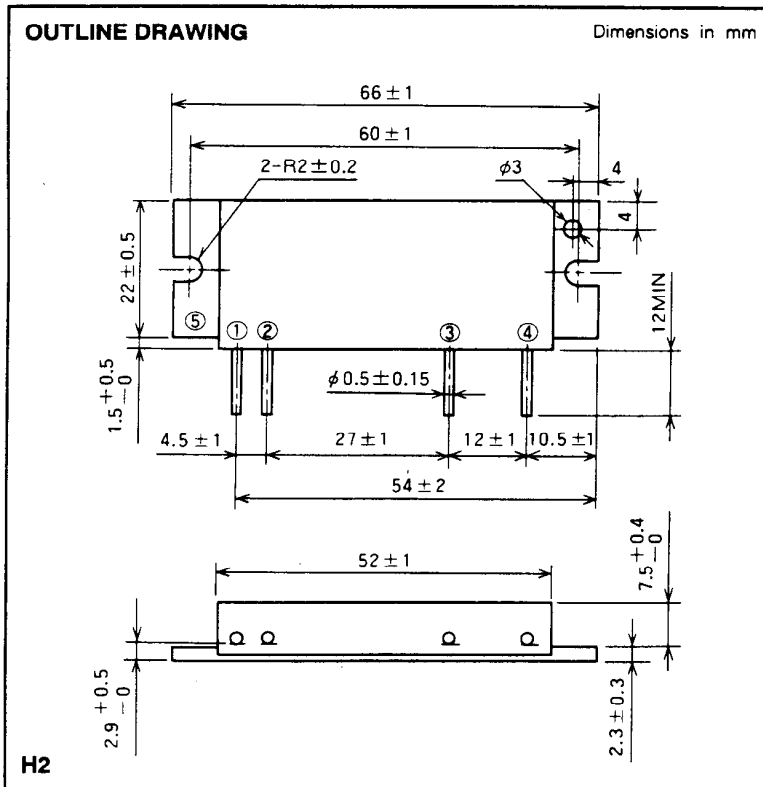 OUTLINE DRAWING
Dimensions in mm
66±1
60±1
2-R2±0.2
φ3
4
4
22±0.5
12MIN
⑤
①
②
③
④
φ0.5±0.15
1.5 +0.5 −0
4.5±1
27±1
12±1
10.5±1
54±2
52±1
7.5 +0.4 −0
2.9 +0.5 −0
2.3±0.3
H2